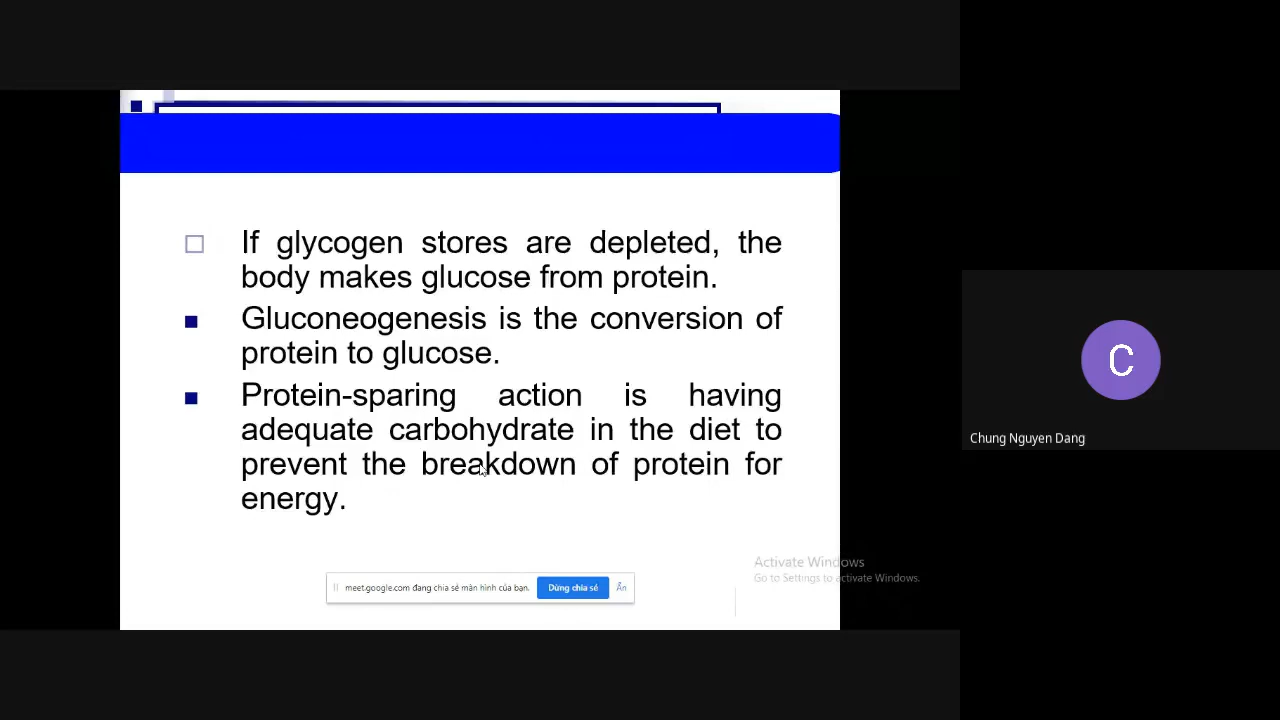 If glycogen stores are depleted, the
body makes glucose from protein.
Gluconeogenesis is the conversion of
protein to glucose.
Protein-sparing action is having
adequate carbohydrate in the diet to
prevent the breakdown of protein for
energy.
C
Chung Nguyen Dang
Activate Windows
Go to Settings to activate Windows.
meet.google.com đang chia sẻ màn hình của bạn. Dừng chia sẻ Ẩn